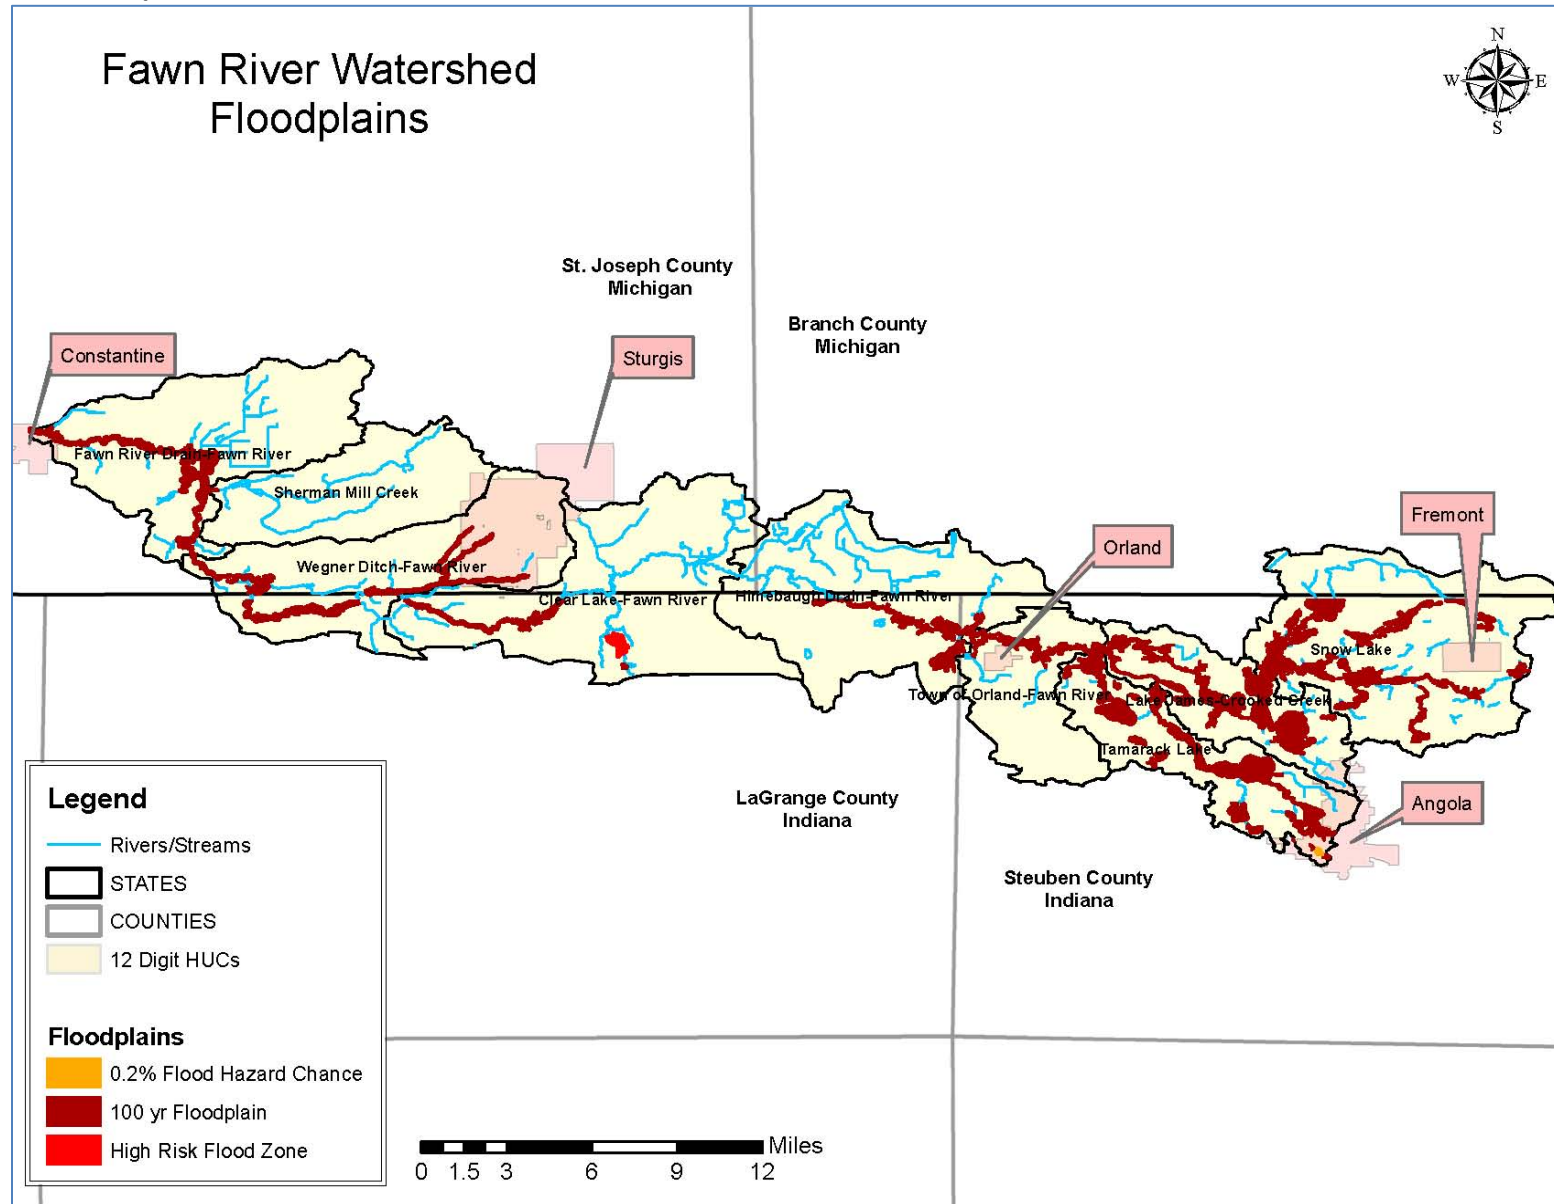 Fawn River Watershed
Floodplains
N
W
E
S
St. Joseph County
Michigan
Branch County
Michigan
Constantine
Sturgis
Fremont
Orland
Fawn River Drain-Fawn River
Sherman Mill Creek
Wegner Ditch-Fawn River
Clear Lake-Fawn River
Himebaugh Drain-Fawn River
Snow Lake
Town of Orland-Fawn River
Lake James-Crooked Creek
Tamarack Lake
Angola
LaGrange County
Indiana
Steuben County
Indiana
Legend
Rivers/Streams
STATES
COUNTIES
12 Digit HUCs
Floodplains
0.2% Flood Hazard Chance
100 yr Floodplain
High Risk Flood Zone
Miles
0 1.5 3 6 9 12